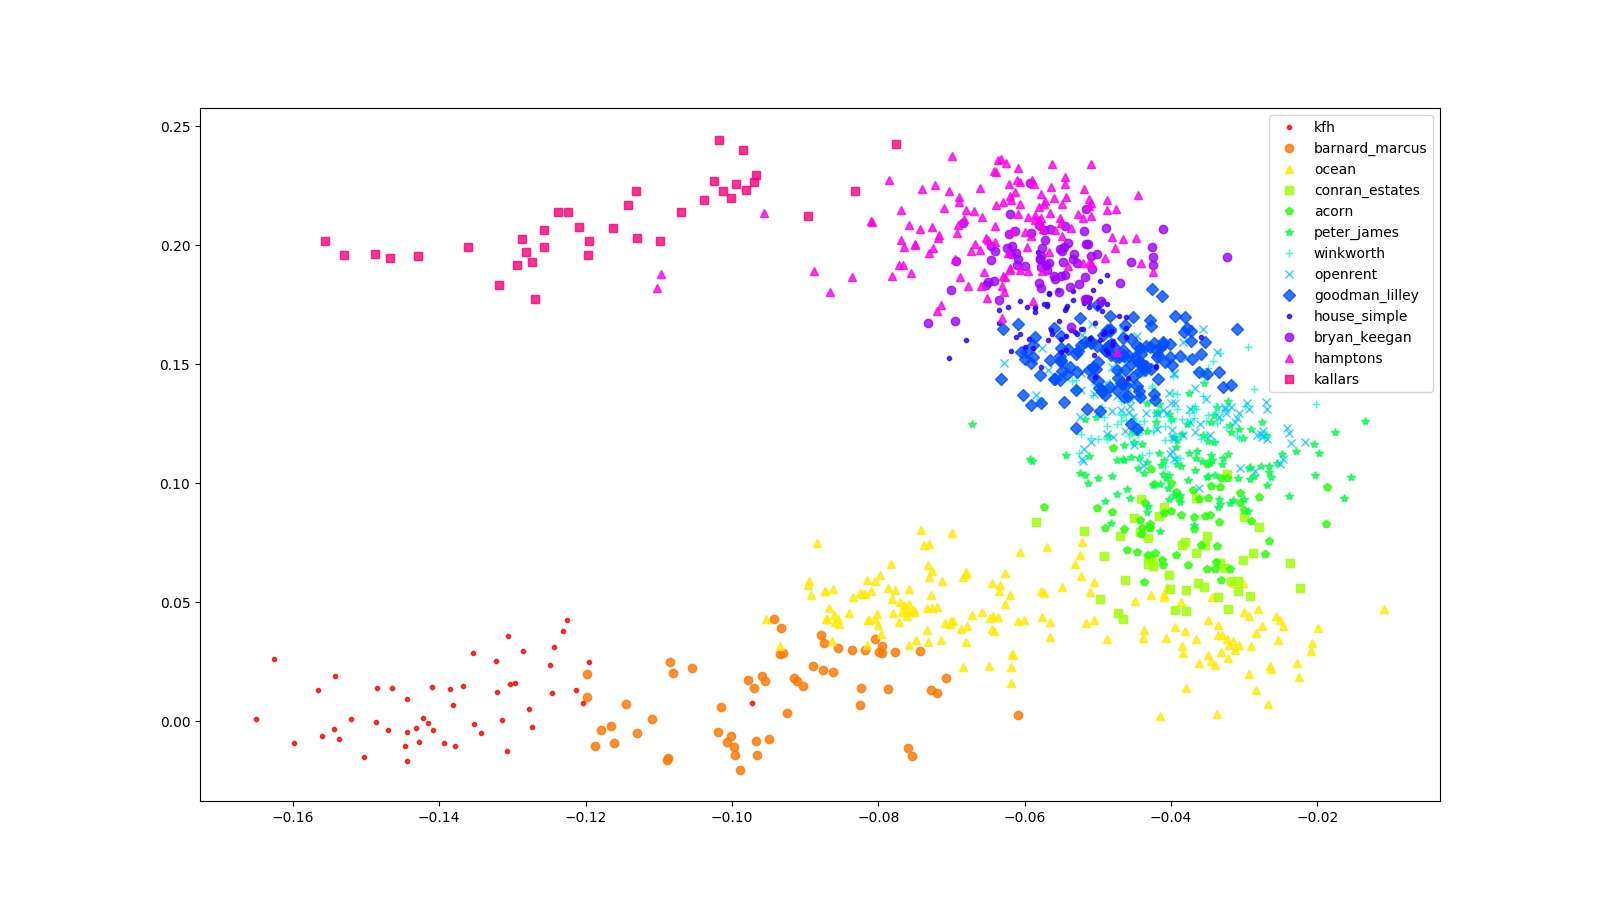 0.25
0.20
0.15
0.10
0.05
0.00
−0.16
−0.14
−0.12
−0.10
−0.08
−0.06
−0.04
−0.02
kfh
barnard_marcus
ocean
conran_estates
acorn
peter_james
winkworth
openrent
goodman_lilley
house_simple
bryan_keegan
hamptons
kallars